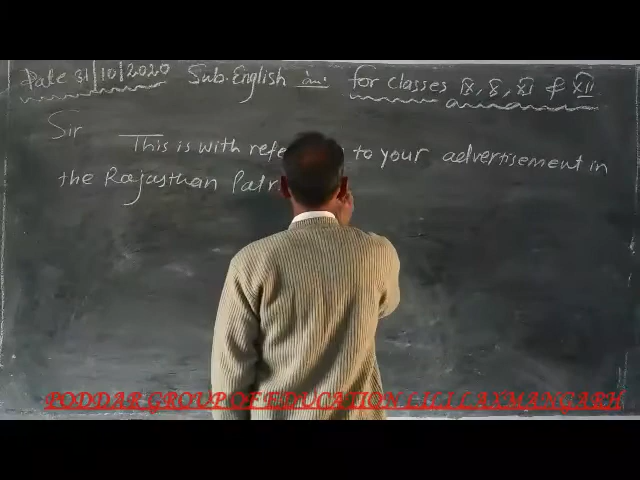 Date 31/10/2020 Sub. English for classes IX, X, XI & XII
Sir
This is with refe to your advertisement in
the Rajasthan Patr
PODDAR GROUP OF EDUCATION LILI LAXMANGARH